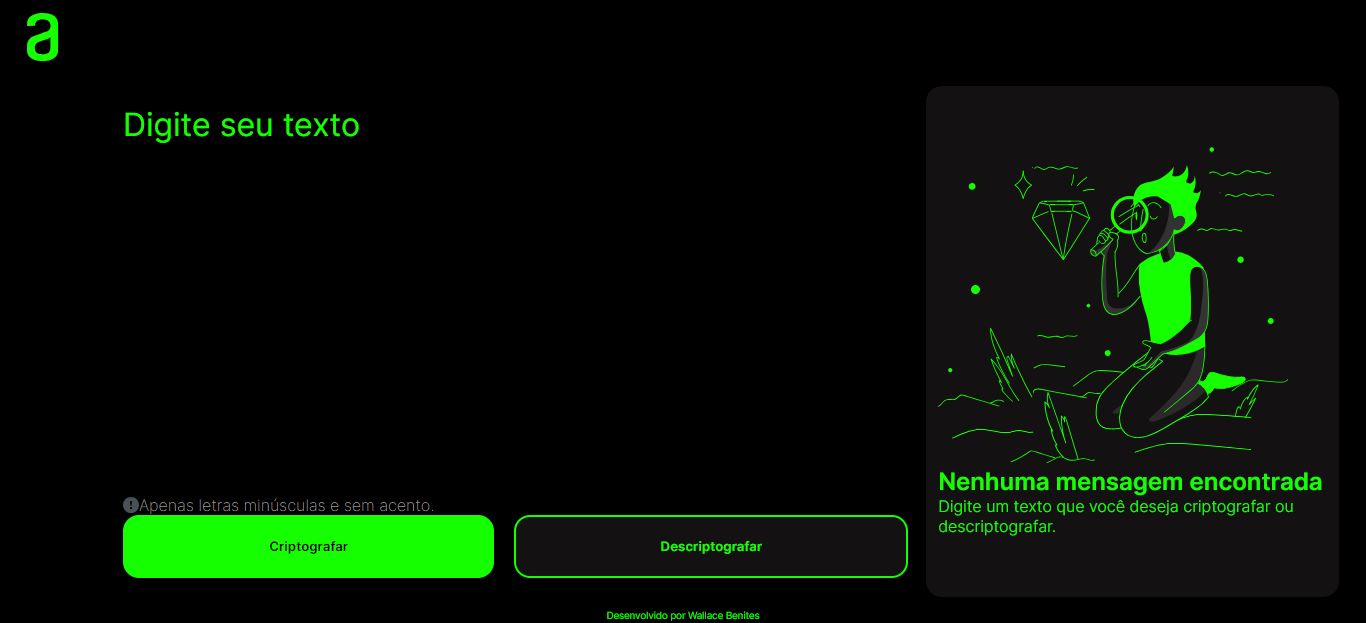 a
Digite seu texto
Apenas letras minúsculas e sem acento.
Criptografar
Descriptografar
Nenhuma mensagem encontrada
Digite um texto que você deseja criptografar ou
descriptografar.
Desenvolvido por Wallace Benites